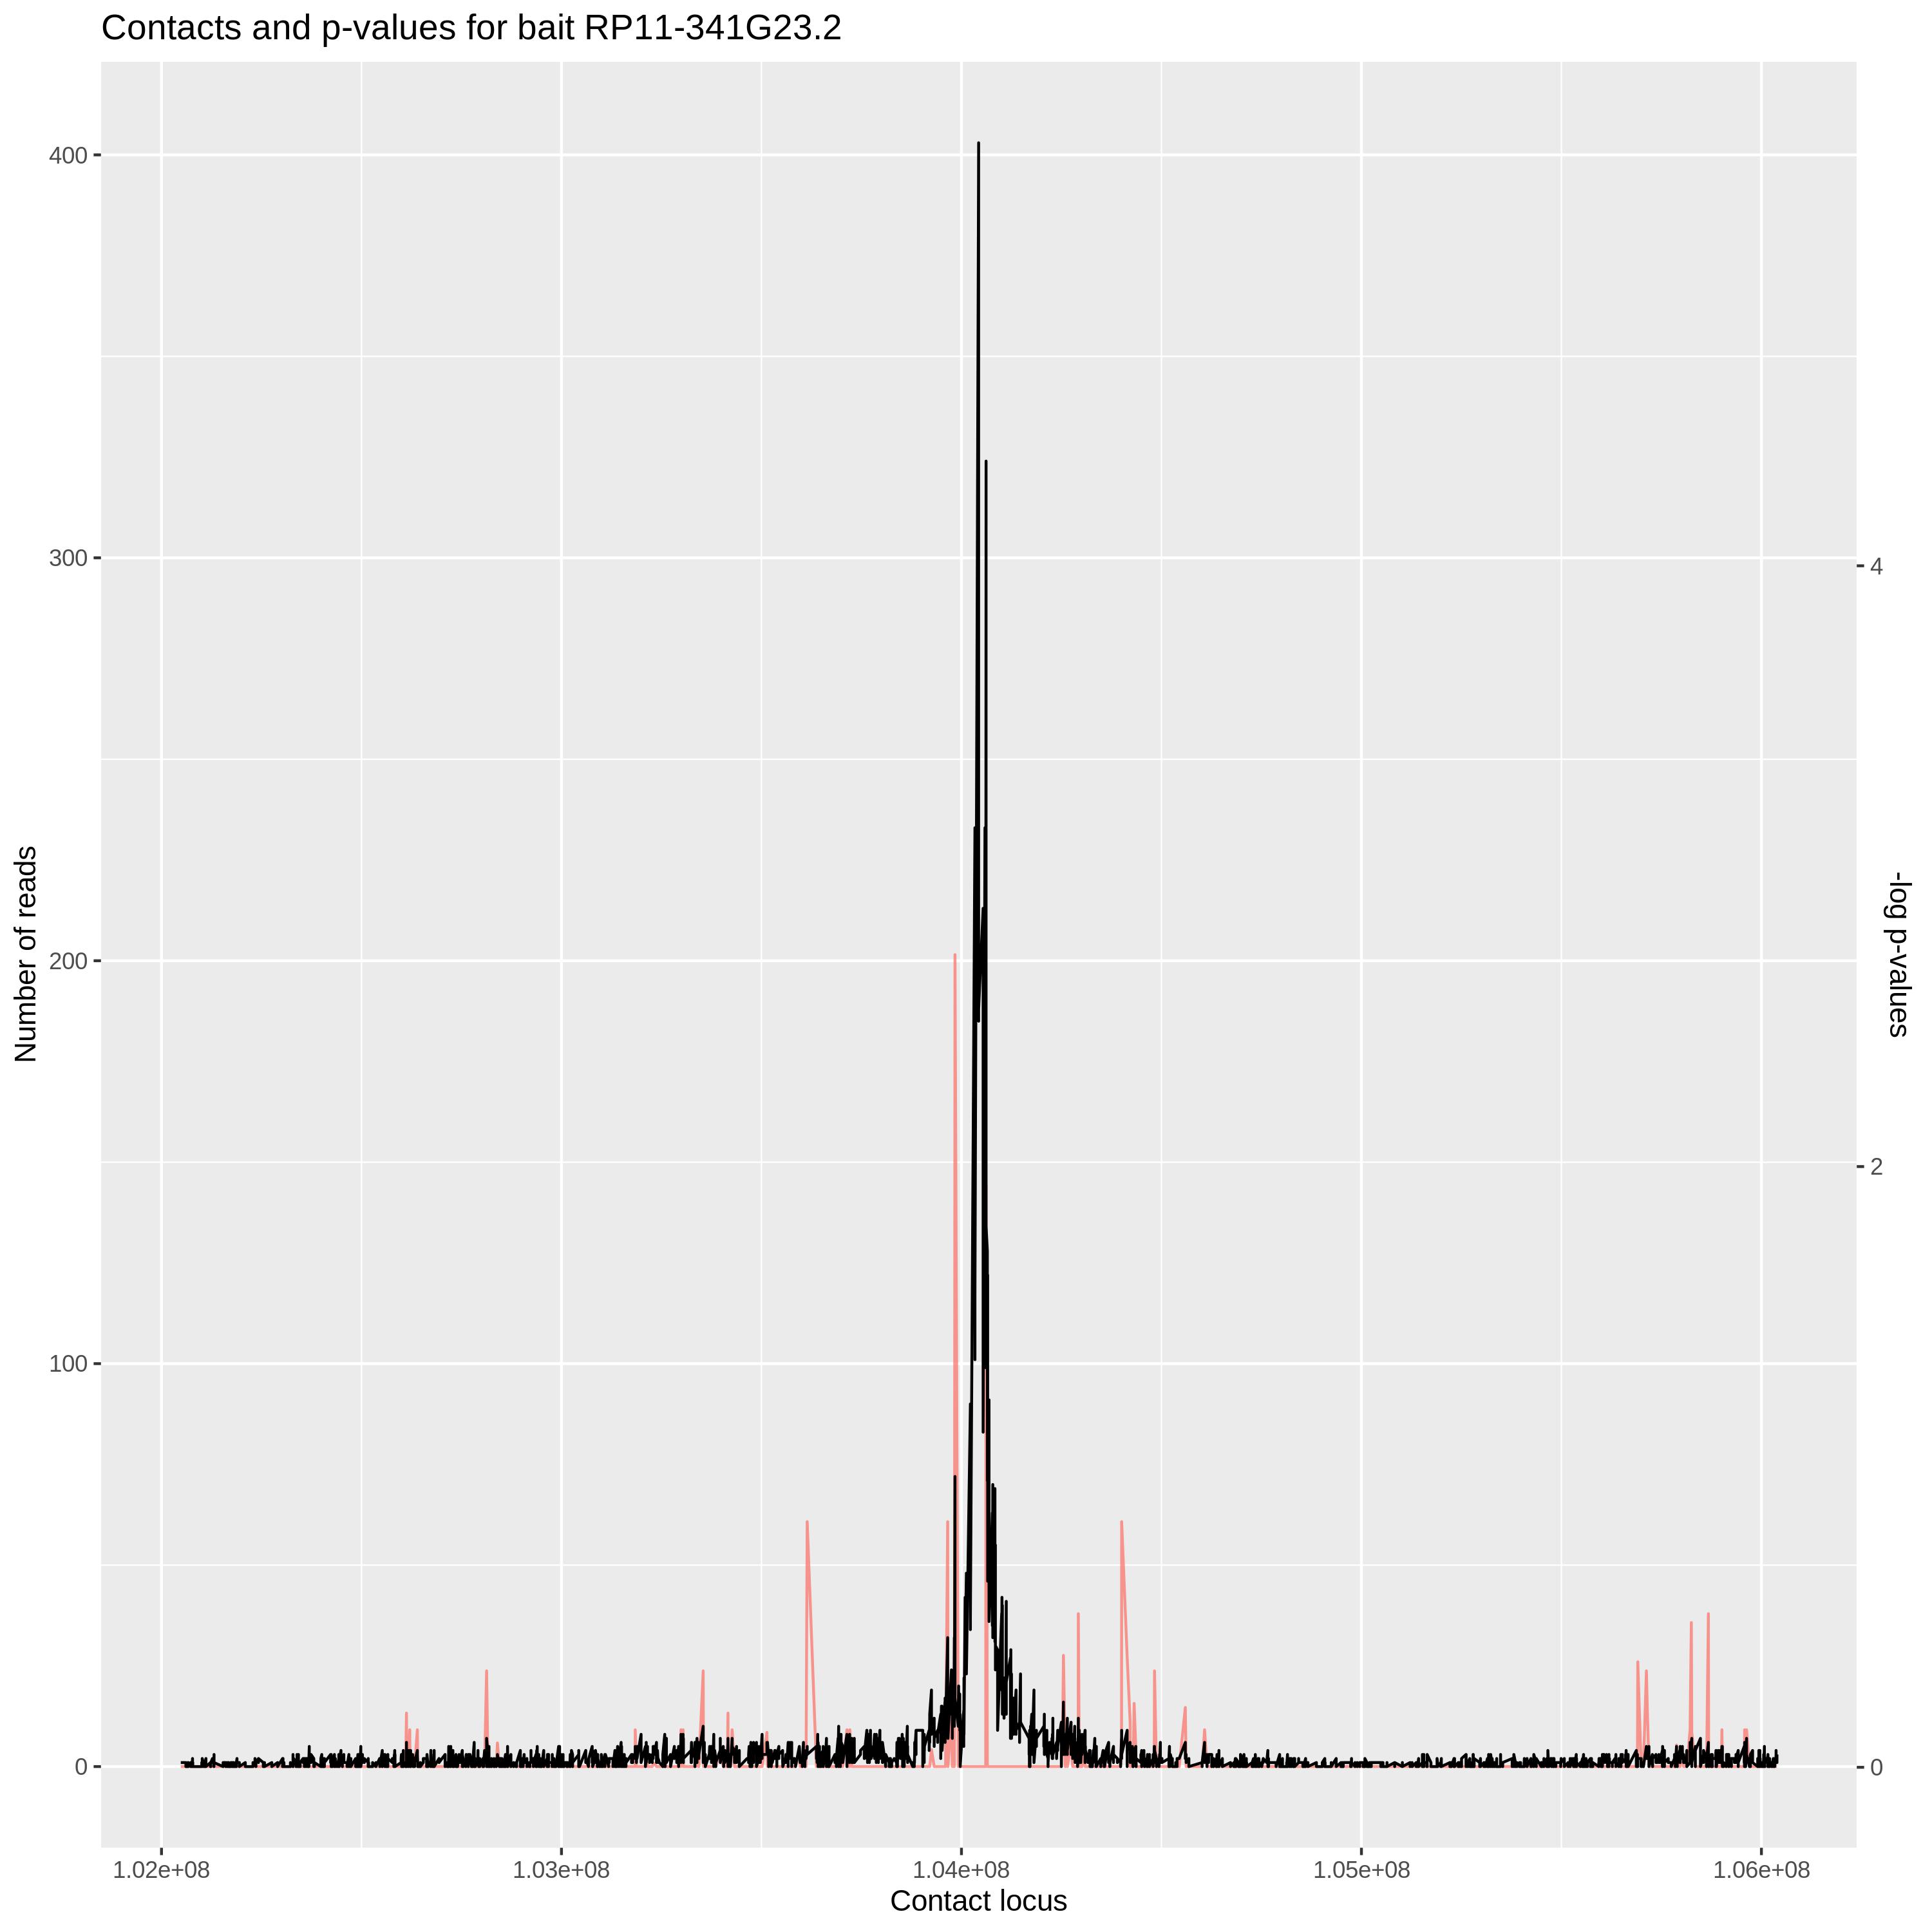 Contacts and p-values for bait RP11-341G23.2
400
300
200
100
0
Number of reads
4
2
0
-log p-values
1.02e+08
1.03e+08
1.04e+08
1.05e+08
1.06e+08
Contact locus